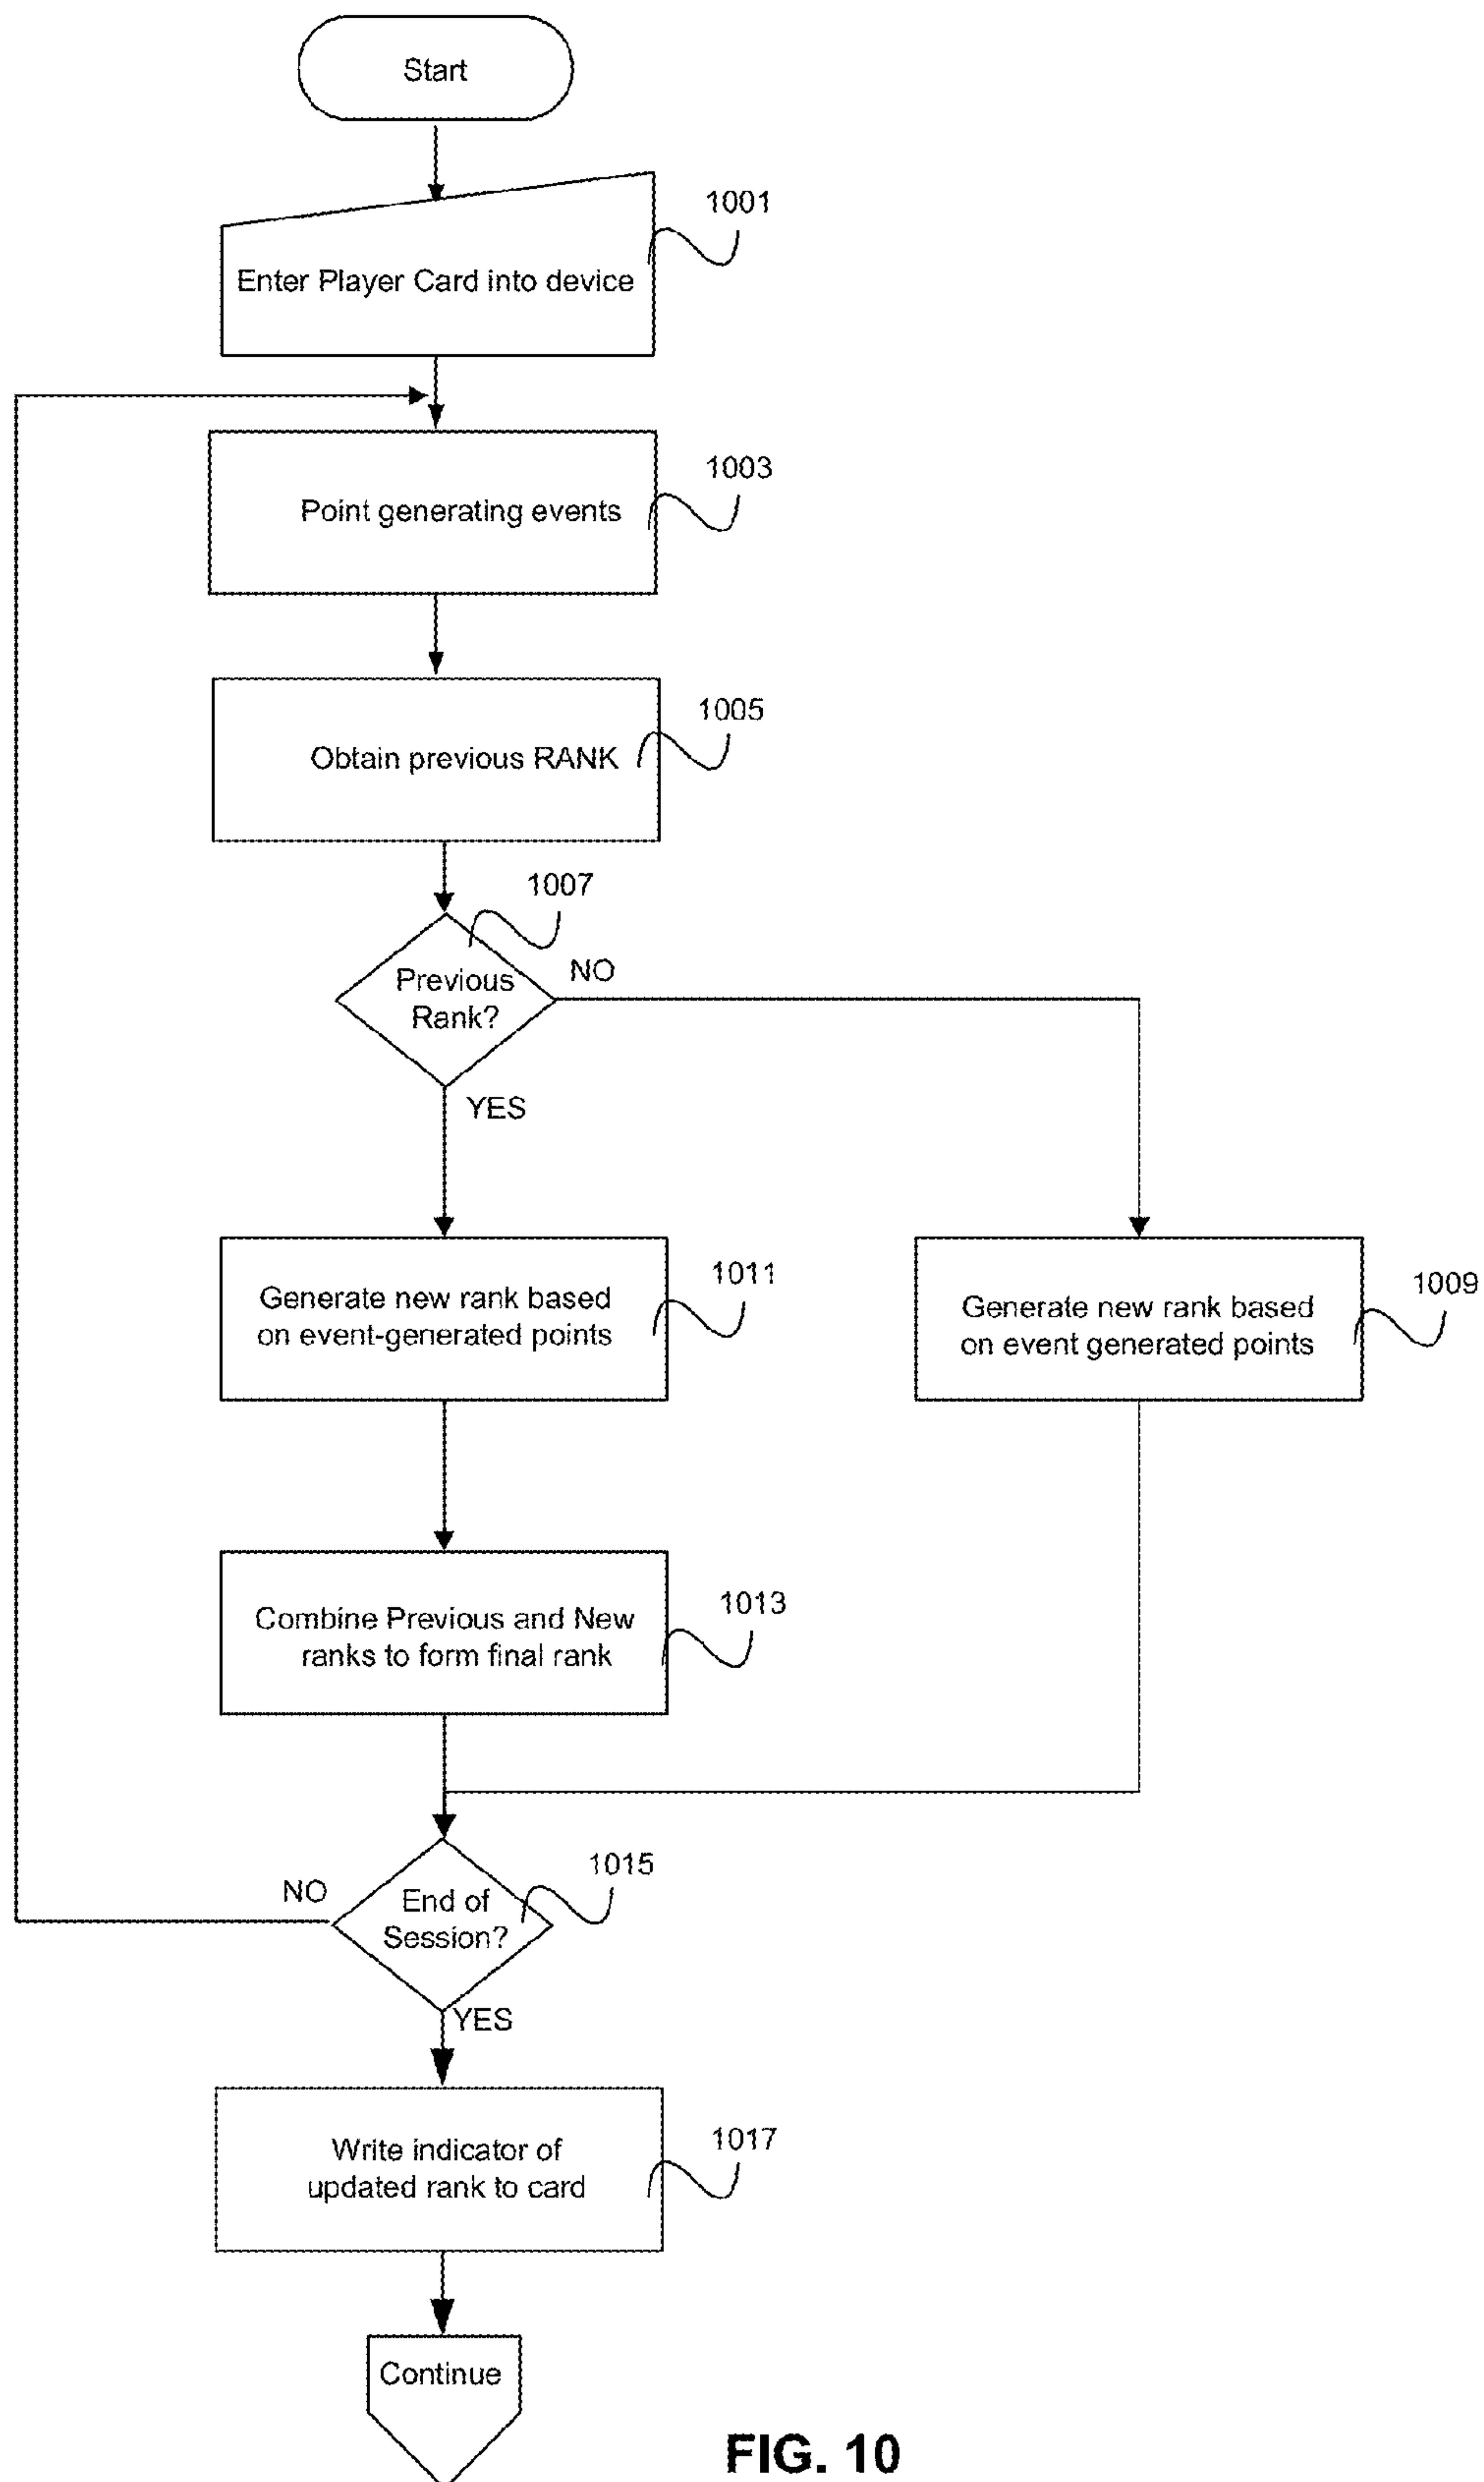 Start
1001
Enter Player Card into device
1003
Point generating events
1005
Obtain previous RANK
1007
Previous
Rank?
NO
YES
1011
Generate new rank based
on event-generated points
1009
Generate new rank based
on event generated points
1013
Combine Previous and New
ranks to form final rank
1015
NO
End of
Session?
YES
1017
Write indicator of
updated rank to card
Continue
FIG. 10